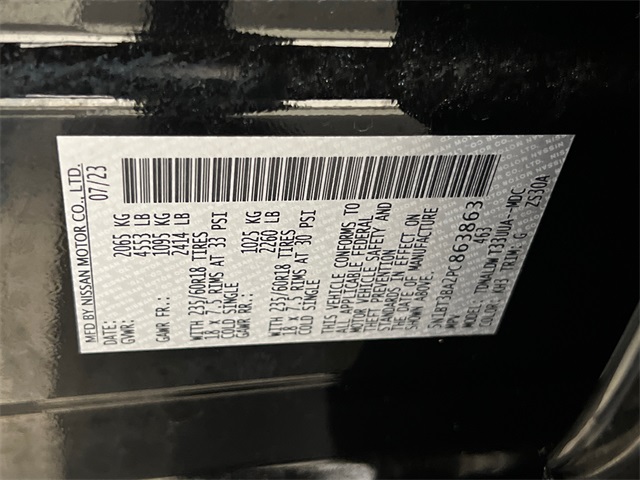 MFD BY NISSAN MOTOR CO., LTD.
DATE: 07/23
GVWR: 2065 KG
4553 LB
GAWR FR.: 1095 KG
2414 LB
WITH 235/60R18 TIRES
18 X 7.5 RIMS AT 33 PSI
COLD SINGLE
GAWR RR.: 1025 KG
2260 LB
WITH 235/60R18 TIRES
18 X 7.5 RIMS AT 30 PSI
COLD SINGLE
THIS VEHICLE CONFORMS TO
ALL APPLICABLE FEDERAL
MOTOR VEHICLE SAFETY AND
THEFT PREVENTION
STANDARDS IN EFFECT ON
THE DATE OF MANUFACTURE
SHOWN ABOVE.
5N1BT3BA2PC863863
MPV 463
MODEL: TDNALDW-T33UUA--MDC
COLOR: KH3 TRIM: G ZS30A